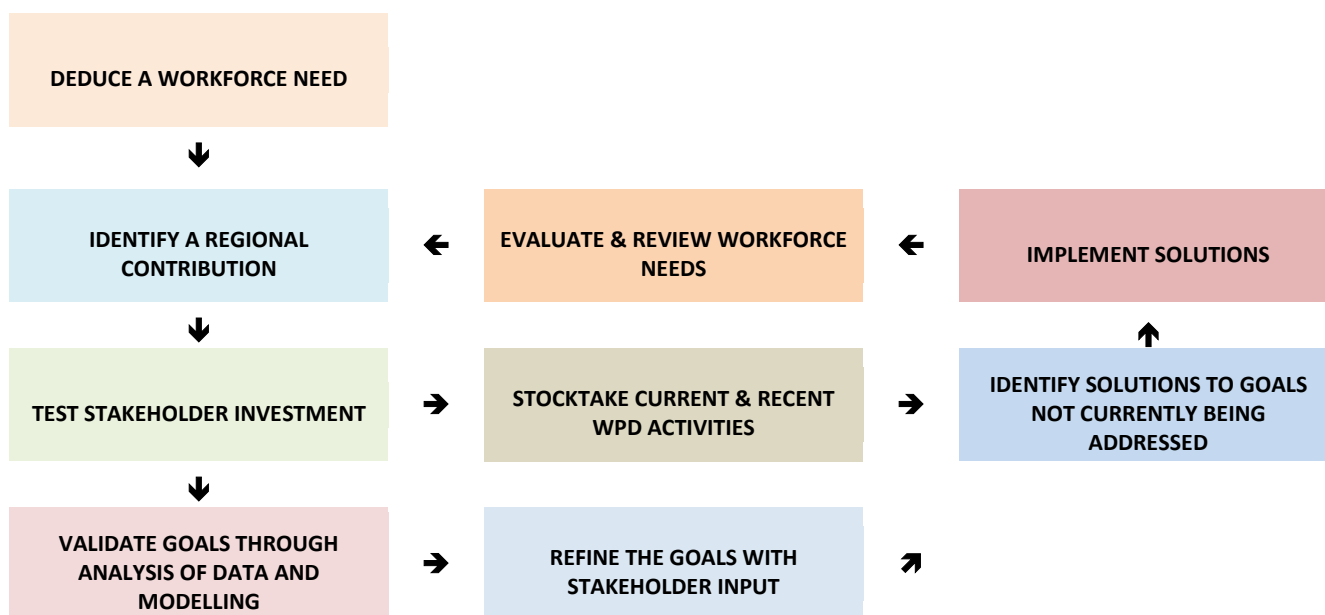 DEDUCE A WORKFORCE NEED
IDENTIFY A REGIONAL
CONTRIBUTION
EVALUATE & REVIEW WORKFORCE
NEEDS
IMPLEMENT SOLUTIONS
TEST STAKEHOLDER INVESTMENT
STOCKTAKE CURRENT & RECENT
WPD ACTIVITIES
IDENTIFY SOLUTIONS TO GOALS
NOT CURRENTLY BEING
ADDRESSED
VALIDATE GOALS THROUGH
ANALYSIS OF DATA AND
MODELLING
REFINE THE GOALS WITH
STAKEHOLDER INPUT